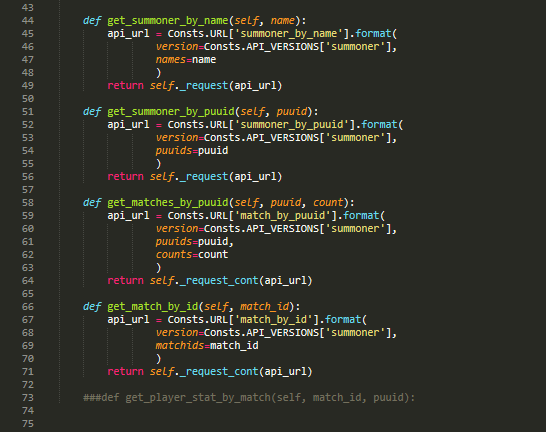 43
44 def get_summoner_by_name(self, name):
45 api_url = Consts.URL['summoner_by_name'].format(
46 version=Consts.API_VERSIONS['summoner'],
47 names=name
48 )
49 return self._request(api_url)
50
51 def get_summoner_by_puuid(self, puuid):
52 api_url = Consts.URL['summoner_by_puuid'].format(
53 version=Consts.API_VERSIONS['summoner'],
54 puuids=puuid
55 )
56 return self._request(api_url)
57
58 def get_matches_by_puuid(self, puuid, count):
59 api_url = Consts.URL['match_by_puuid'].format(
60 version=Consts.API_VERSIONS['summoner'],
61 puuids=puuid,
62 counts=count
63 )
64 return self._request_cont(api_url)
65
66 def get_match_by_id(self, match_id):
67 api_url = Consts.URL['match_by_id'].format(
68 version=Consts.API_VERSIONS['summoner'],
69 matchids=match_id
70 )
71 return self._request_cont(api_url)
72
73 ###def get_player_stat_by_match(self, match_id, puuid):
74
75